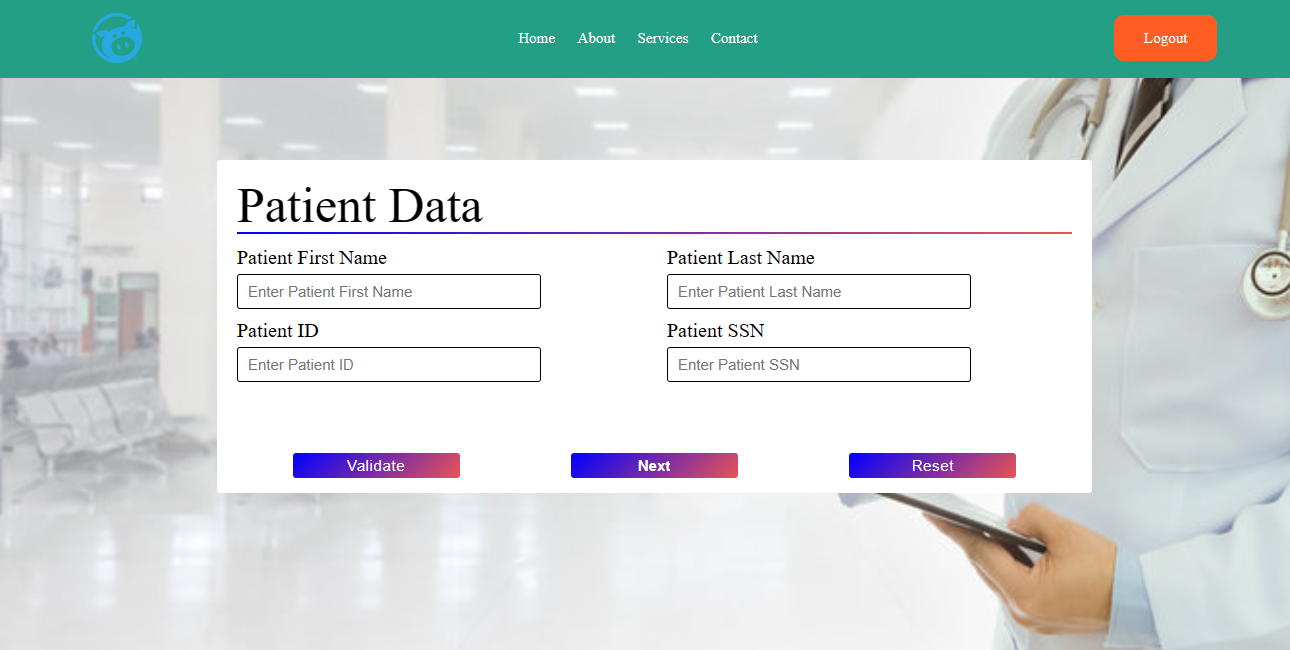 Home About Services Contact Logout
Patient Data
Patient First Name Patient Last Name
Enter Patient First Name Enter Patient Last Name
Patient ID Patient SSN
Enter Patient ID Enter Patient SSN
Validate Next Reset